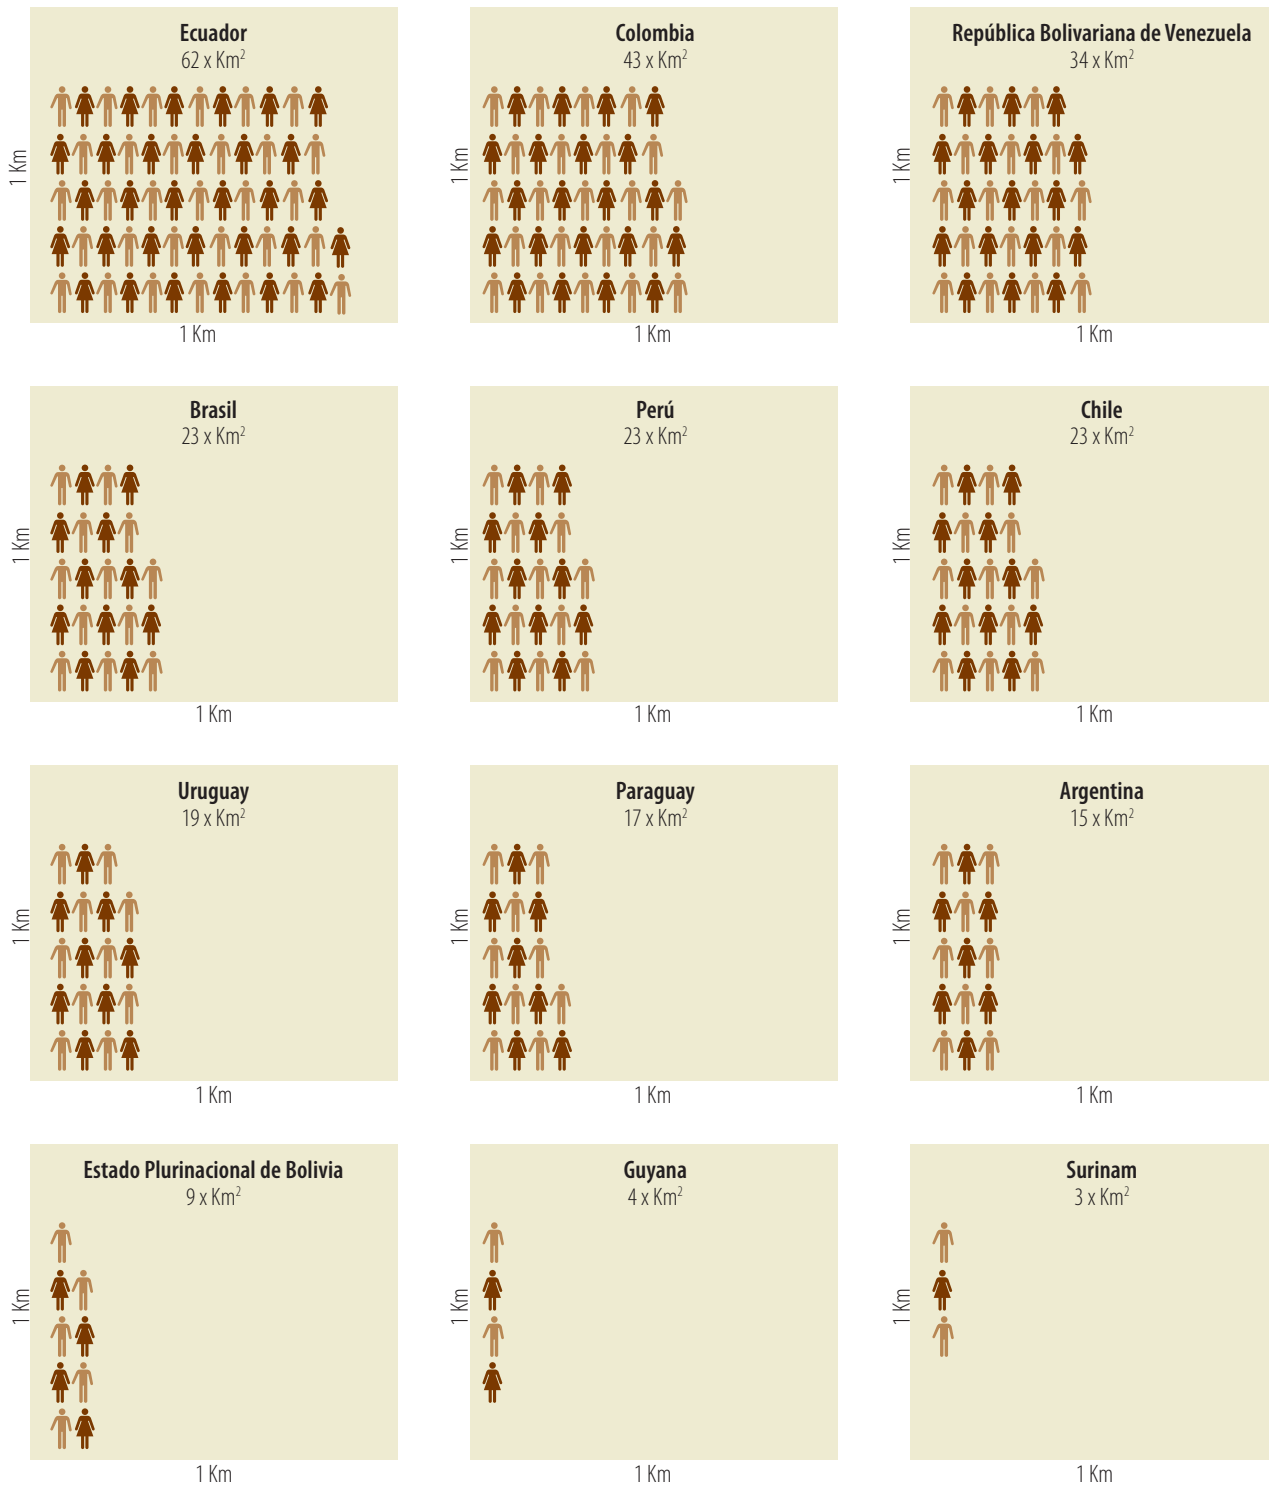 Ecuador
62 x Km²
1 Km
1 Km
Colombia
43 x Km²
1 Km
1 Km
República Bolivariana de Venezuela
34 x Km²
1 Km
1 Km
Brasil
23 x Km²
1 Km
1 Km
Perú
23 x Km²
1 Km
1 Km
Chile
23 x Km²
1 Km
1 Km
Uruguay
19 x Km²
1 Km
1 Km
Paraguay
17 x Km²
1 Km
1 Km
Argentina
15 x Km²
1 Km
1 Km
Estado Plurinacional de Bolivia
9 x Km²
1 Km
1 Km
Guyana
4 x Km²
1 Km
1 Km
Surinam
3 x Km²
1 Km
1 Km